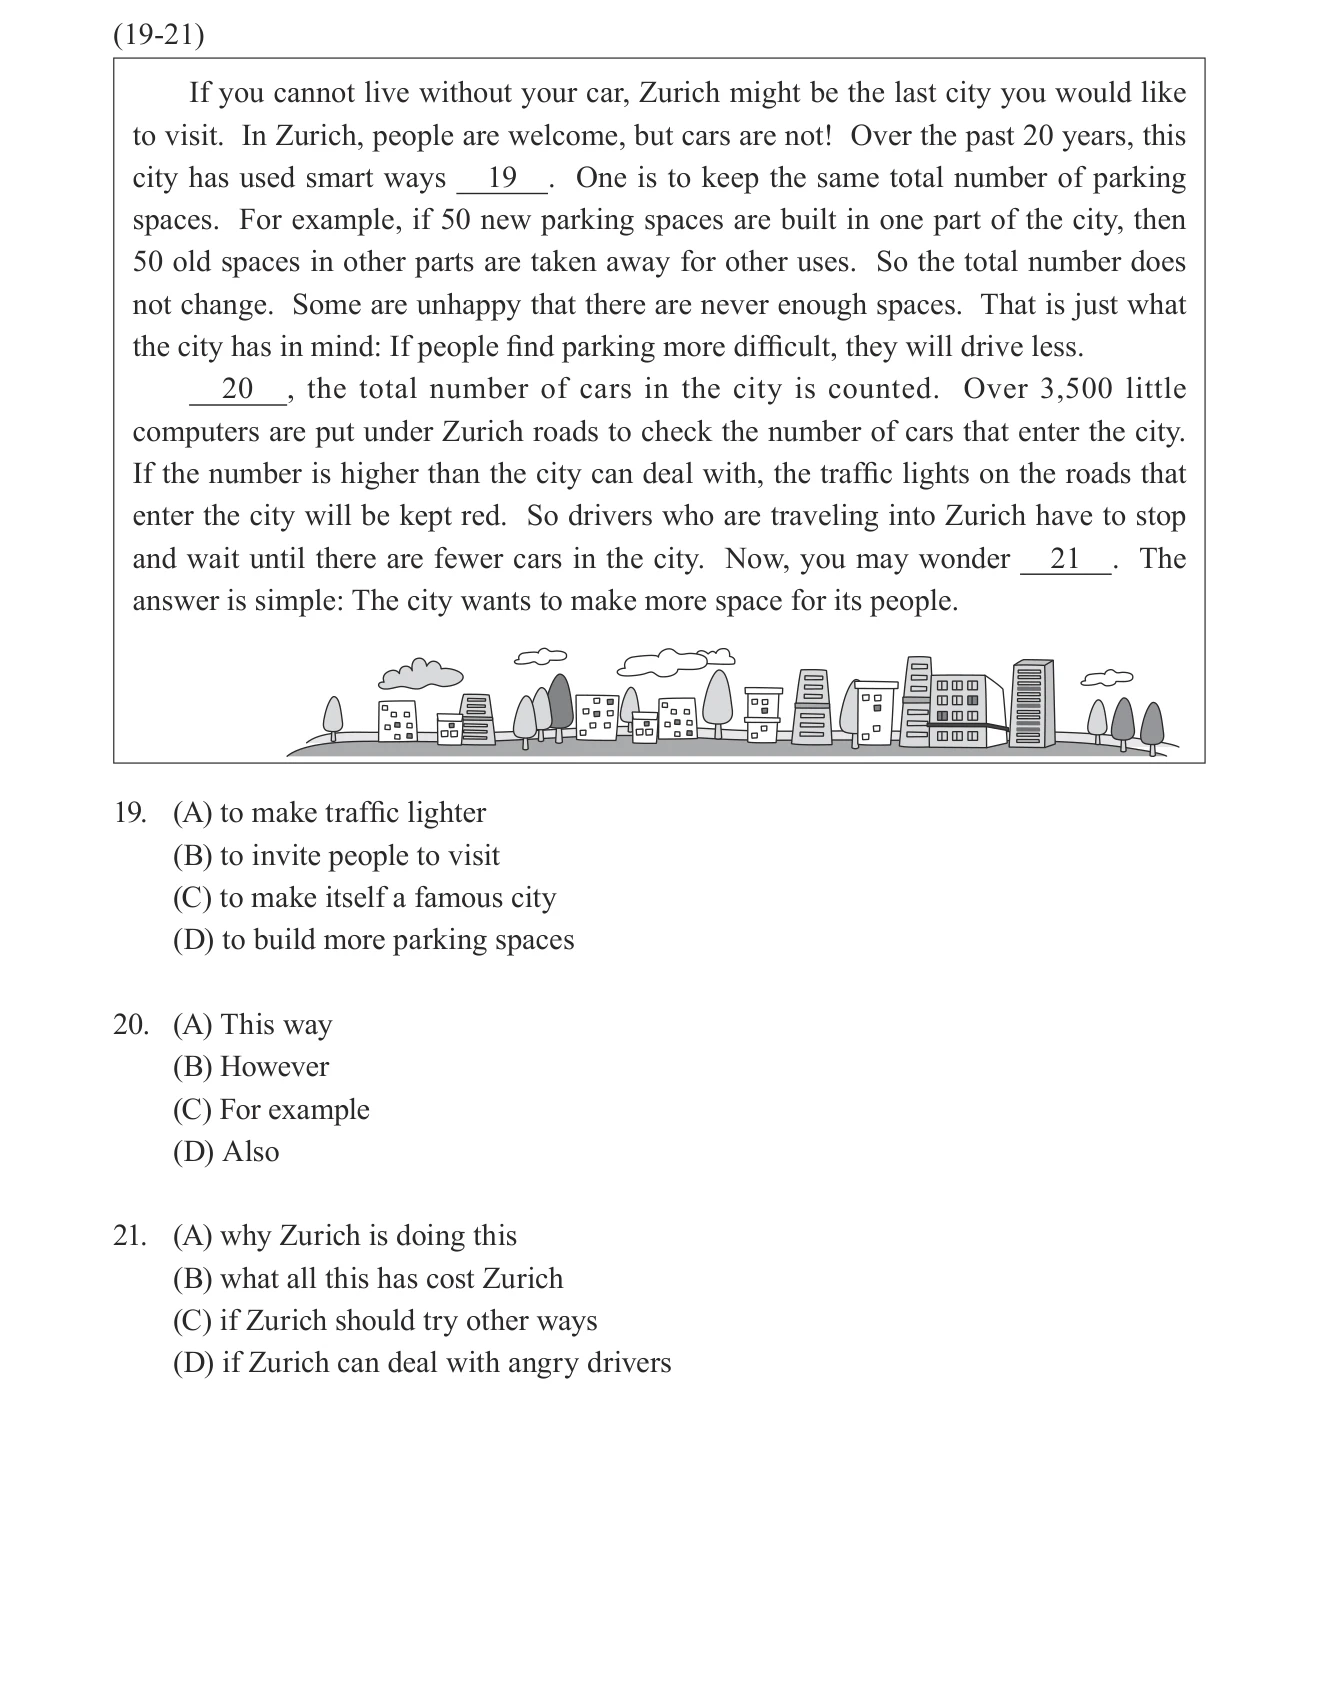 (19-21)
If you cannot live without your car, Zurich might be the last city you would like
to visit. In Zurich, people are welcome, but cars are not! Over the past 20 years, this
city has used smart ways 19 . One is to keep the same total number of parking
spaces. For example, if 50 new parking spaces are built in one part of the city, then
50 old spaces in other parts are taken away for other uses. So the total number does
not change. Some are unhappy that there are never enough spaces. That is just what
the city has in mind: If people find parking more difficult, they will drive less.
20 , the total number of cars in the city is counted. Over 3,500 little
computers are put under Zurich roads to check the number of cars that enter the city.
If the number is higher than the city can deal with, the traffic lights on the roads that
enter the city will be kept red. So drivers who are traveling into Zurich have to stop
and wait until there are fewer cars in the city. Now, you may wonder 21 . The
answer is simple: The city wants to make more space for its people.
19. (A) to make traffic lighter
(B) to invite people to visit
(C) to make itself a famous city
(D) to build more parking spaces
20. (A) This way
(B) However
(C) For example
(D) Also
21. (A) why Zurich is doing this
(B) what all this has cost Zurich
(C) if Zurich should try other ways
(D) if Zurich can deal with angry drivers